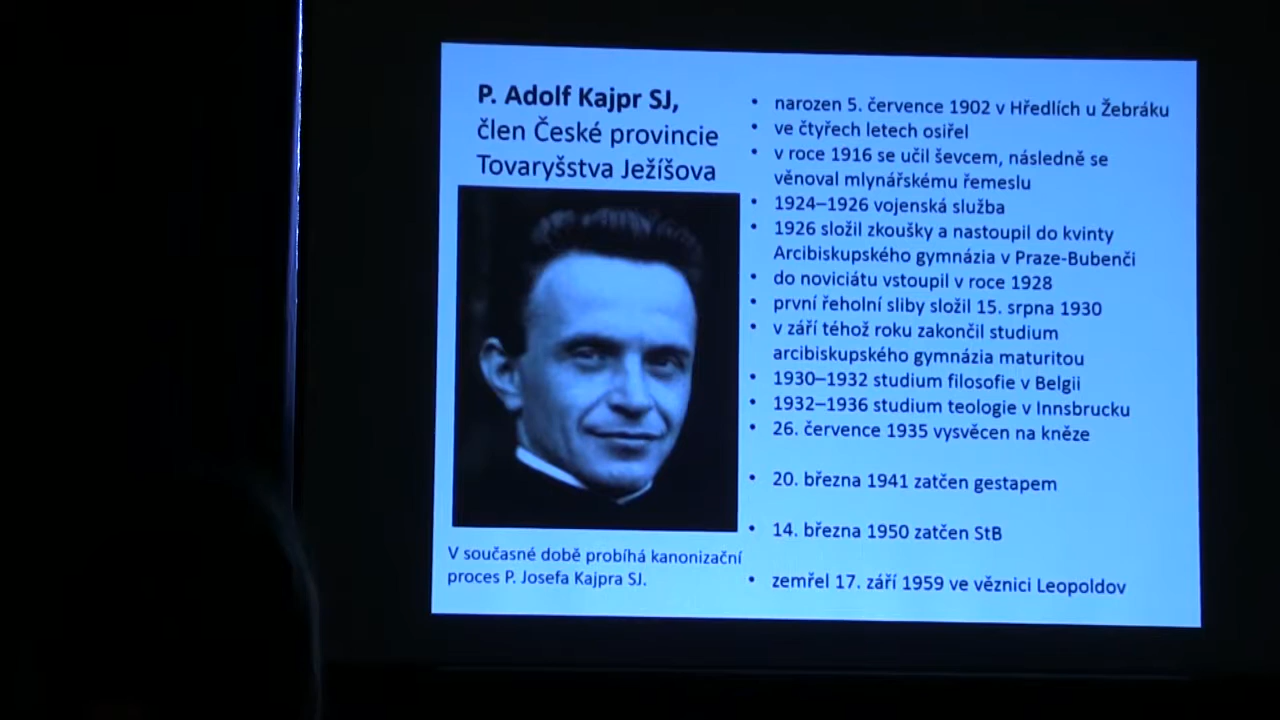 P. Adolf Kajpr SJ,
člen České provincie
Tovaryšstva Ježíšova
V současné době probíhá kanonizační
proces P. Josefa Kajpra SJ.
• narozen 5. července 1902 v Hředlích u Žebráku
• ve čtyřech letech osiřel
• v roce 1916 se učil ševcem, následně se
věnoval mlynářskému řemeslu
• 1924–1926 vojenská služba
• 1926 složil zkoušky a nastoupil do kvinty
Arcibiskupského gymnázia v Praze-Bubenči
• do noviciátu vstoupil v roce 1928
• první řeholní sliby složil 15. srpna 1930
• v září téhož roku zakončil studium
arcibiskupského gymnázia maturitou
• 1930–1932 studium filosofie v Belgii
• 1932–1936 studium teologie v Innsbrucku
• 26. července 1935 vysvěcen na kněze
• 20. března 1941 zatčen gestapem
• 14. března 1950 zatčen StB
• zemřel 17. září 1959 ve věznici Leopoldov